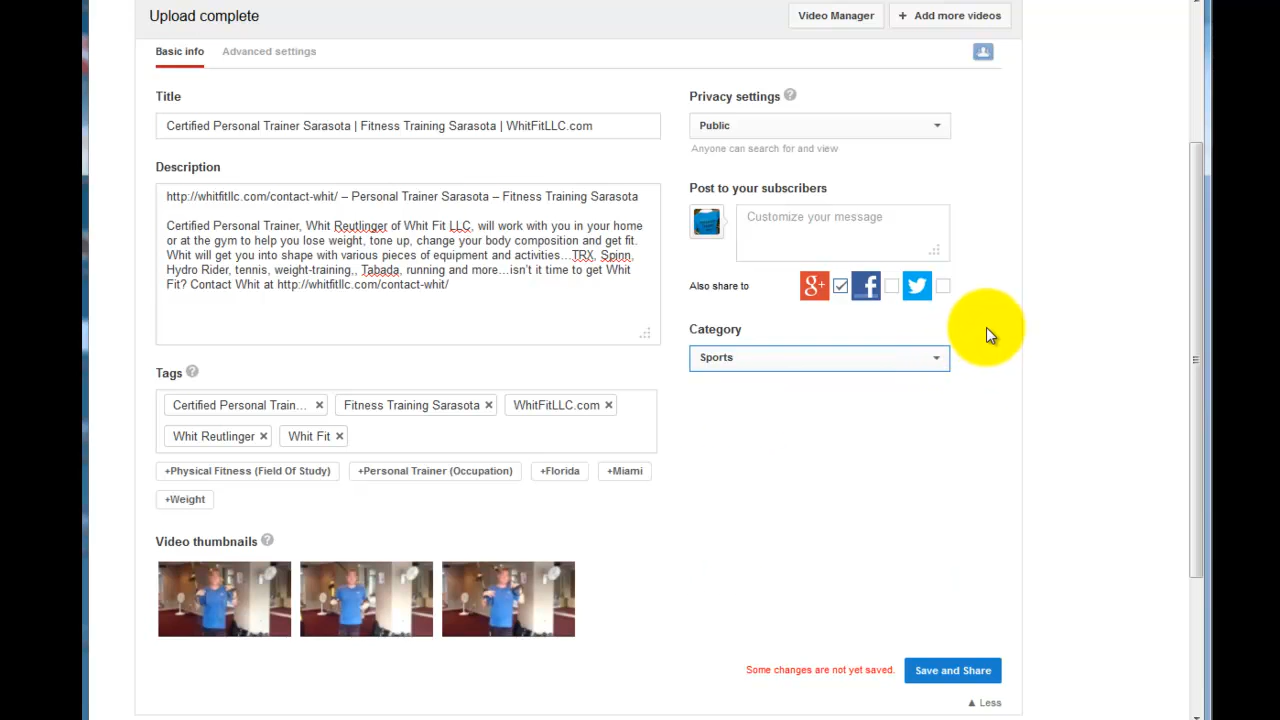 Upload complete
Video Manager
+ Add more videos
Basic info
Advanced settings
Title
Certified Personal Trainer Sarasota | Fitness Training Sarasota | WhitFitLLC.com
Description
http://whitfitllc.com/contact-whit/ – Personal Trainer Sarasota – Fitness Training Sarasota
Certified Personal Trainer, Whit Reutlinger of Whit Fit LLC, will work with you in your home
or at the gym to help you lose weight, tone up, change your body composition and get fit.
Whit will get you into shape with various pieces of equipment and activities…TRX, Spinn,
Hydro Rider, tennis, weight-training,, Tabada, running and more…isn’t it time to get Whit
Fit? Contact Whit at http://whitfitllc.com/contact-whit/
Tags ?
Certified Personal Train... ×
Fitness Training Sarasota ×
WhitFitLLC.com ×
Whit Reutlinger ×
Whit Fit ×
+Physical Fitness (Field Of Study)
+Personal Trainer (Occupation)
+Florida
+Miami
+Weight
Video thumbnails ?
Privacy settings ?
Public
Anyone can search for and view
Post to your subscribers
Customize your message
Also share to
g+
f
Category
Sports
Some changes are not yet saved.
Save and Share
▲ Less